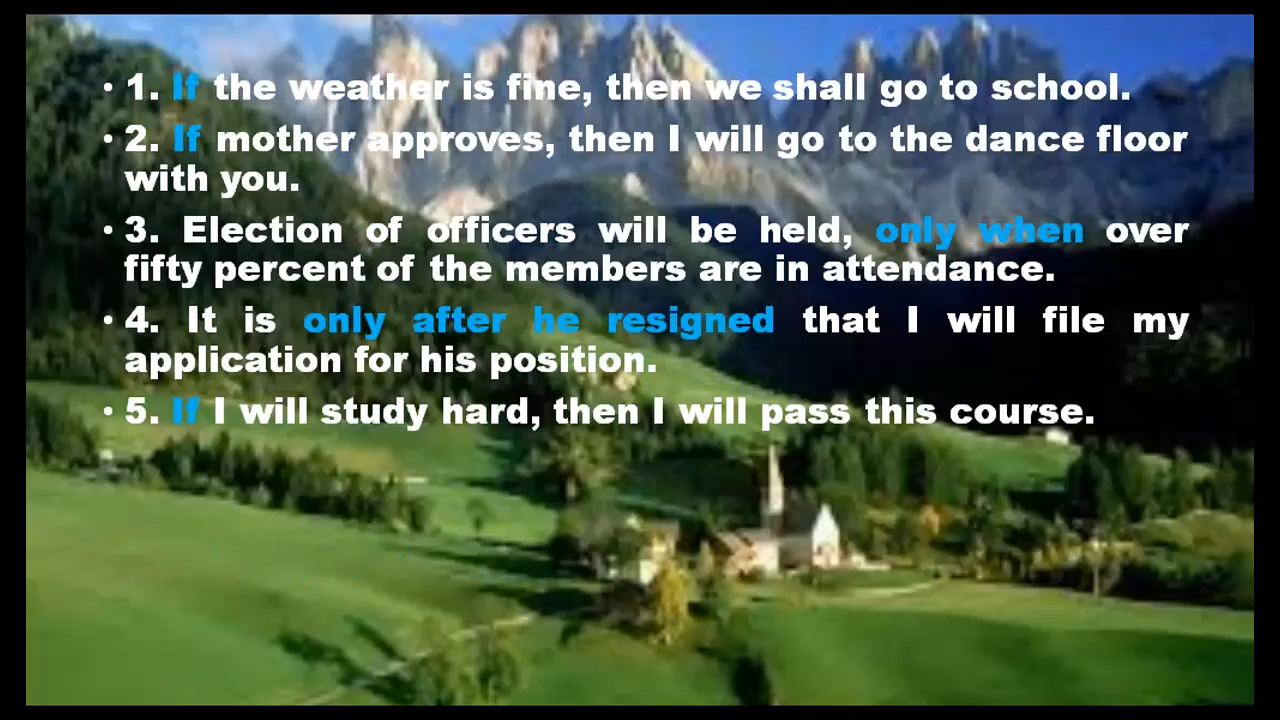 • 1. If the weather is fine, then we shall go to school.
• 2. If mother approves, then I will go to the dance floor
with you.
• 3. Election of officers will be held, only when over
fifty percent of the members are in attendance.
• 4. It is only after he resigned that I will file my
application for his position.
• 5. If I will study hard, then I will pass this course.